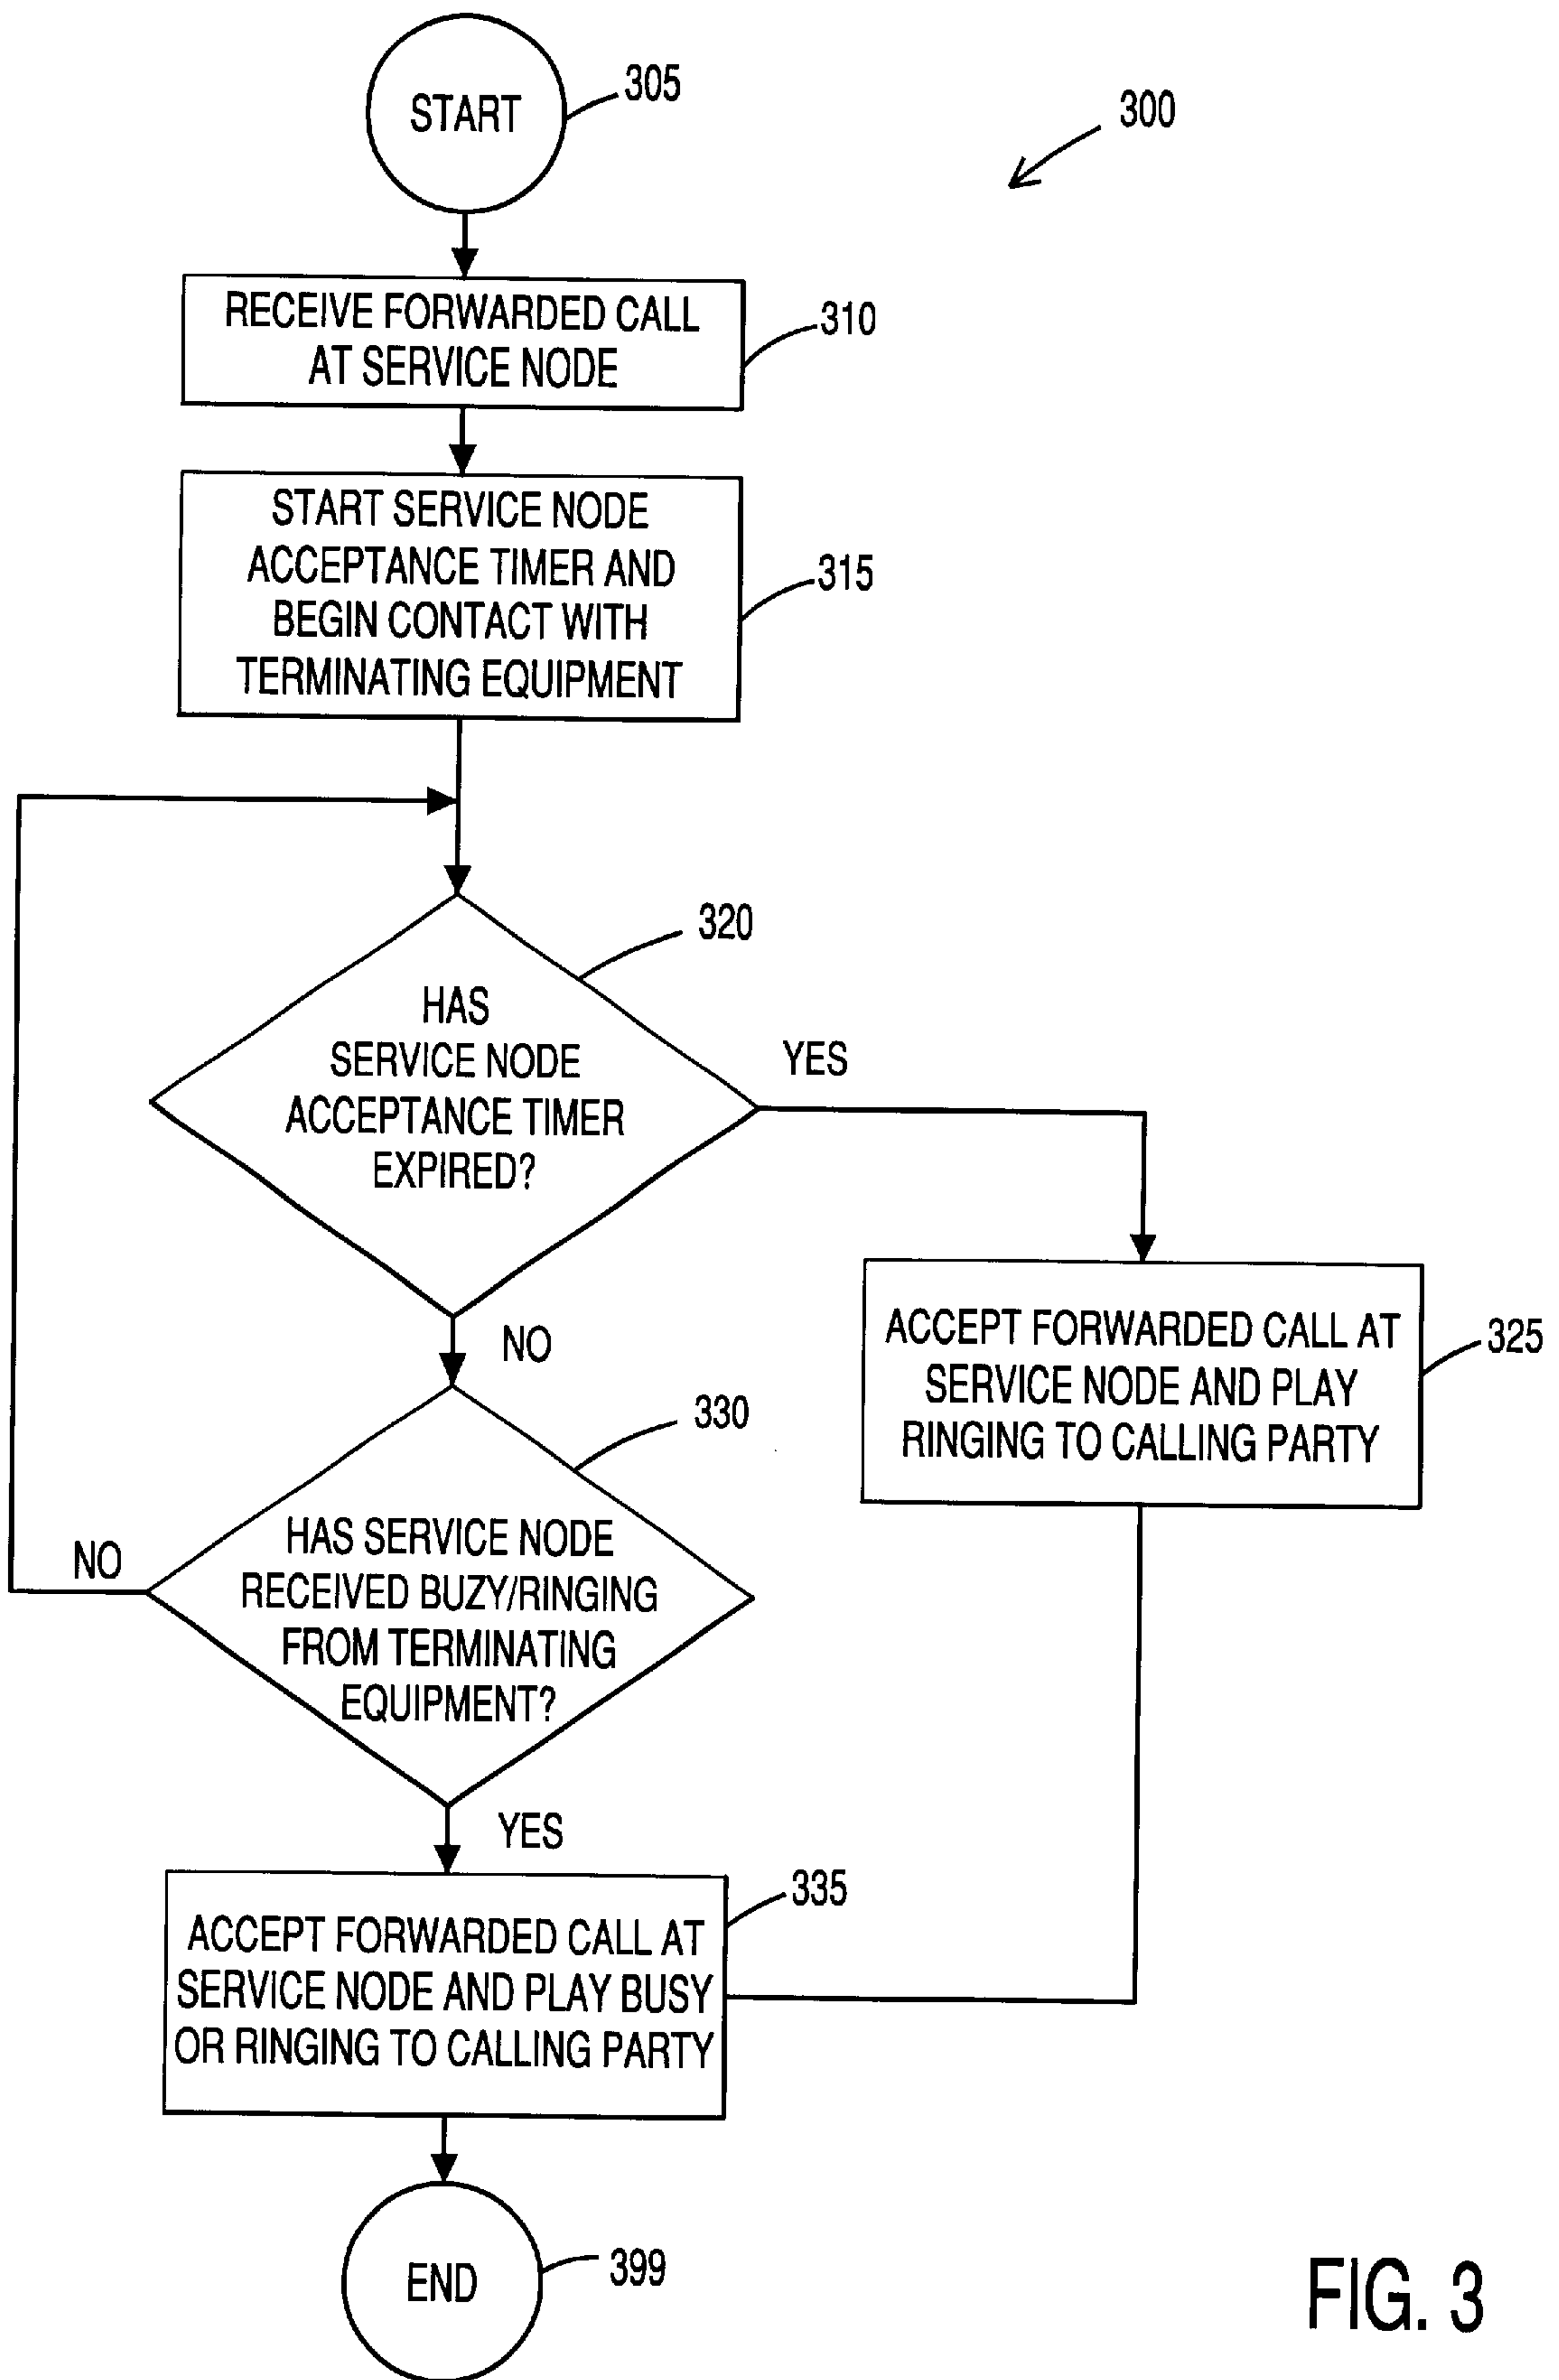 START
305
300
RECEIVE FORWARDED CALL
AT SERVICE NODE
310
START SERVICE NODE
ACCEPTANCE TIMER AND
BEGIN CONTACT WITH
TERMINATING EQUIPMENT
315
320
HAS
SERVICE NODE
ACCEPTANCE TIMER
EXPIRED?
YES
NO
ACCEPT FORWARDED CALL AT
SERVICE NODE AND PLAY
RINGING TO CALLING PARTY
325
330
HAS SERVICE NODE
RECEIVED BUZY/RINGING
FROM TERMINATING
EQUIPMENT?
NO
YES
335
ACCEPT FORWARDED CALL AT
SERVICE NODE AND PLAY BUSY
OR RINGING TO CALLING PARTY
END
399
FIG. 3